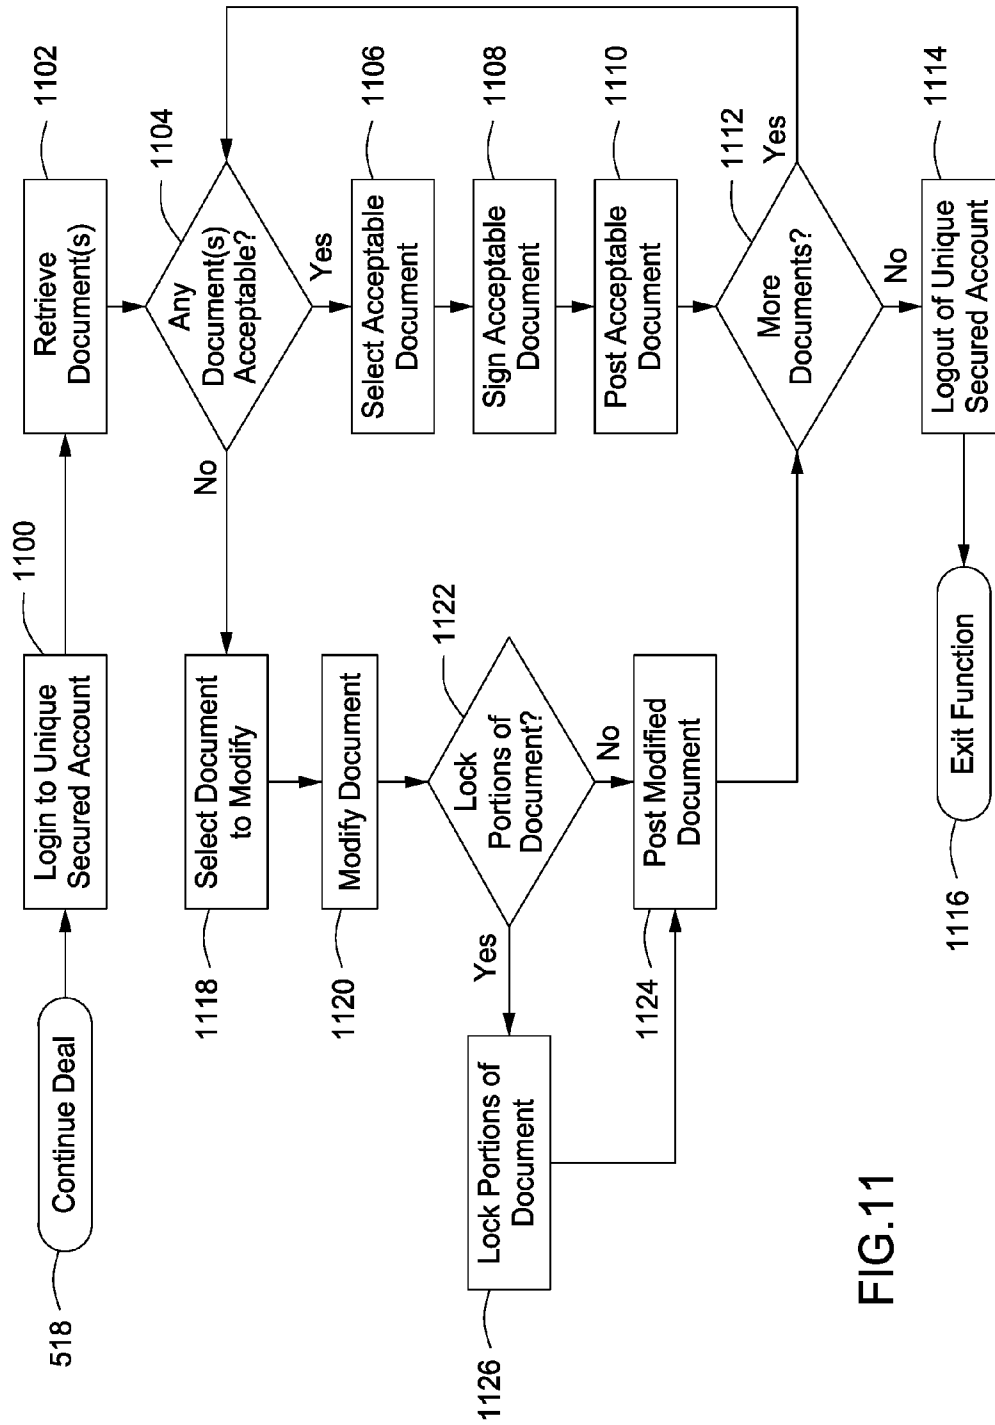 518
Continue Deal
1100
Login to Unique
Secured Account
1102
Retrieve
Document(s)
1104
Any
Document(s)
Acceptable?
No
Yes
1106
Select Acceptable
Document
1108
Sign Acceptable
Document
1110
Post Acceptable
Document
1112
More
Documents?
Yes
No
1114
Logout of Unique
Secured Account
1116
Exit Function
1118
Select Document
to Modify
1120
Modify Document
1122
Lock
Portions of
Document?
Yes
No
1124
Post Modified
Document
1126
Lock Portions of
Document
FIG.11